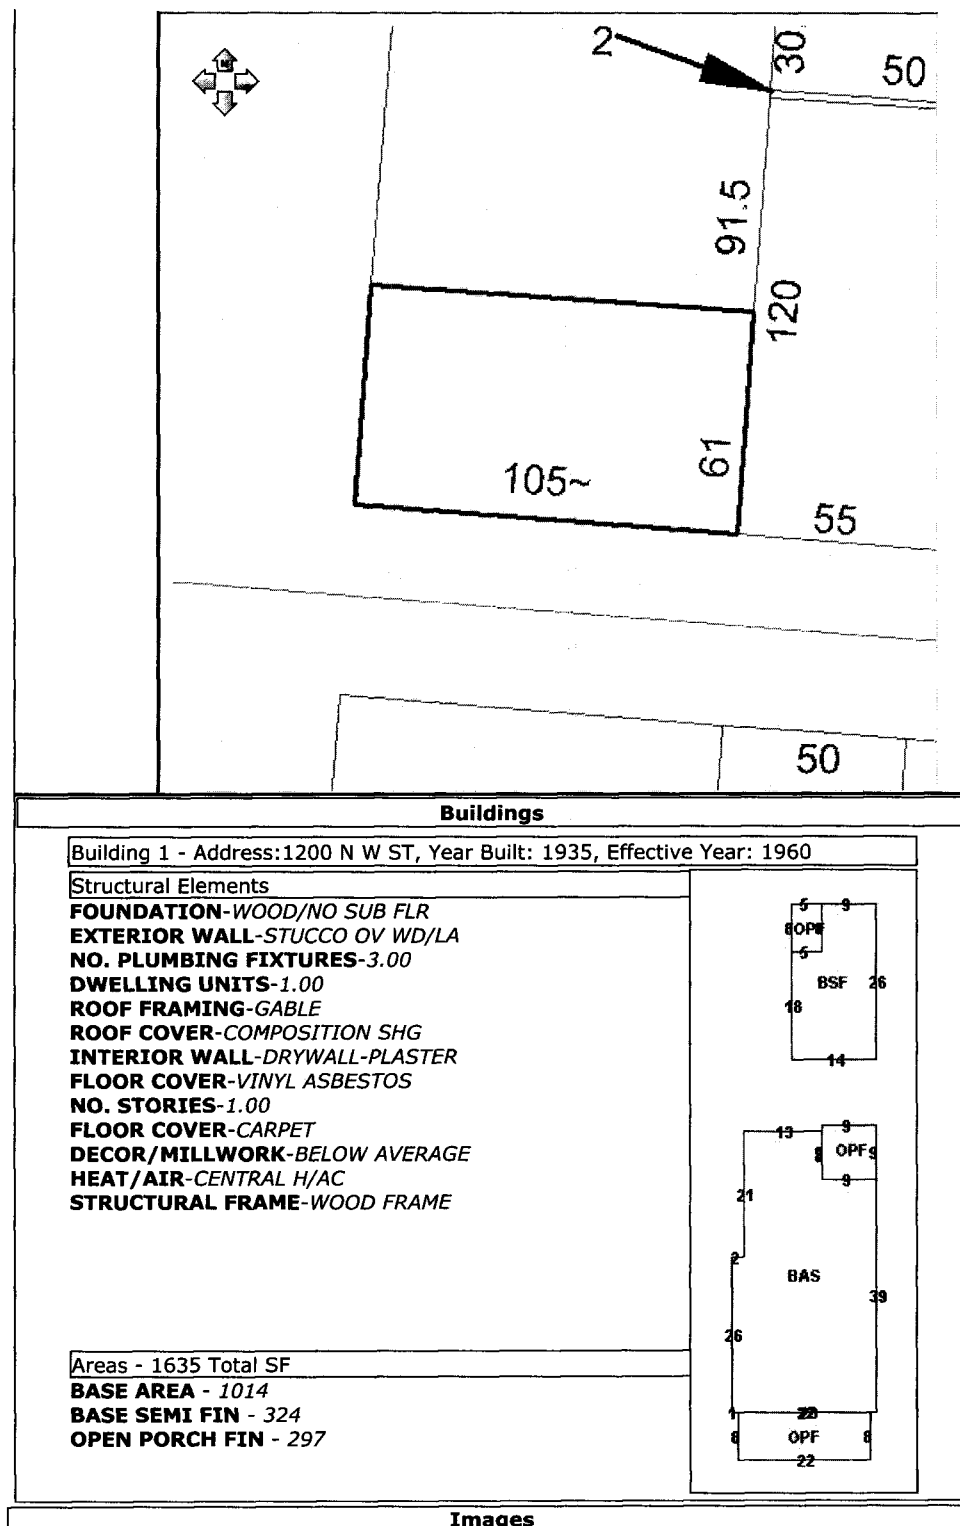 N
2
30
50
91.5
120
61
105~
55
50
Buildings
Building 1 - Address:1200 N W ST, Year Built: 1935, Effective Year: 1960
Structural Elements
FOUNDATION-WOOD/NO SUB FLR
EXTERIOR WALL-STUCCO OV WD/LA
NO. PLUMBING FIXTURES-3.00
DWELLING UNITS-1.00
ROOF FRAMING-GABLE
ROOF COVER-COMPOSITION SHG
INTERIOR WALL-DRYWALL-PLASTER
FLOOR COVER-VINYL ASBESTOS
NO. STORIES-1.00
FLOOR COVER-CARPET
DECOR/MILLWORK-BELOW AVERAGE
HEAT/AIR-CENTRAL H/AC
STRUCTURAL FRAME-WOOD FRAME
Areas - 1635 Total SF
BASE AREA - 1014
BASE SEMI FIN - 324
OPEN PORCH FIN - 297
5 9
8 OPF 8
5
BSF 26
18
14
13 9
8 OPF 9
9
21
2
BAS
39
26
1 22
8 OPF 8
22
Images